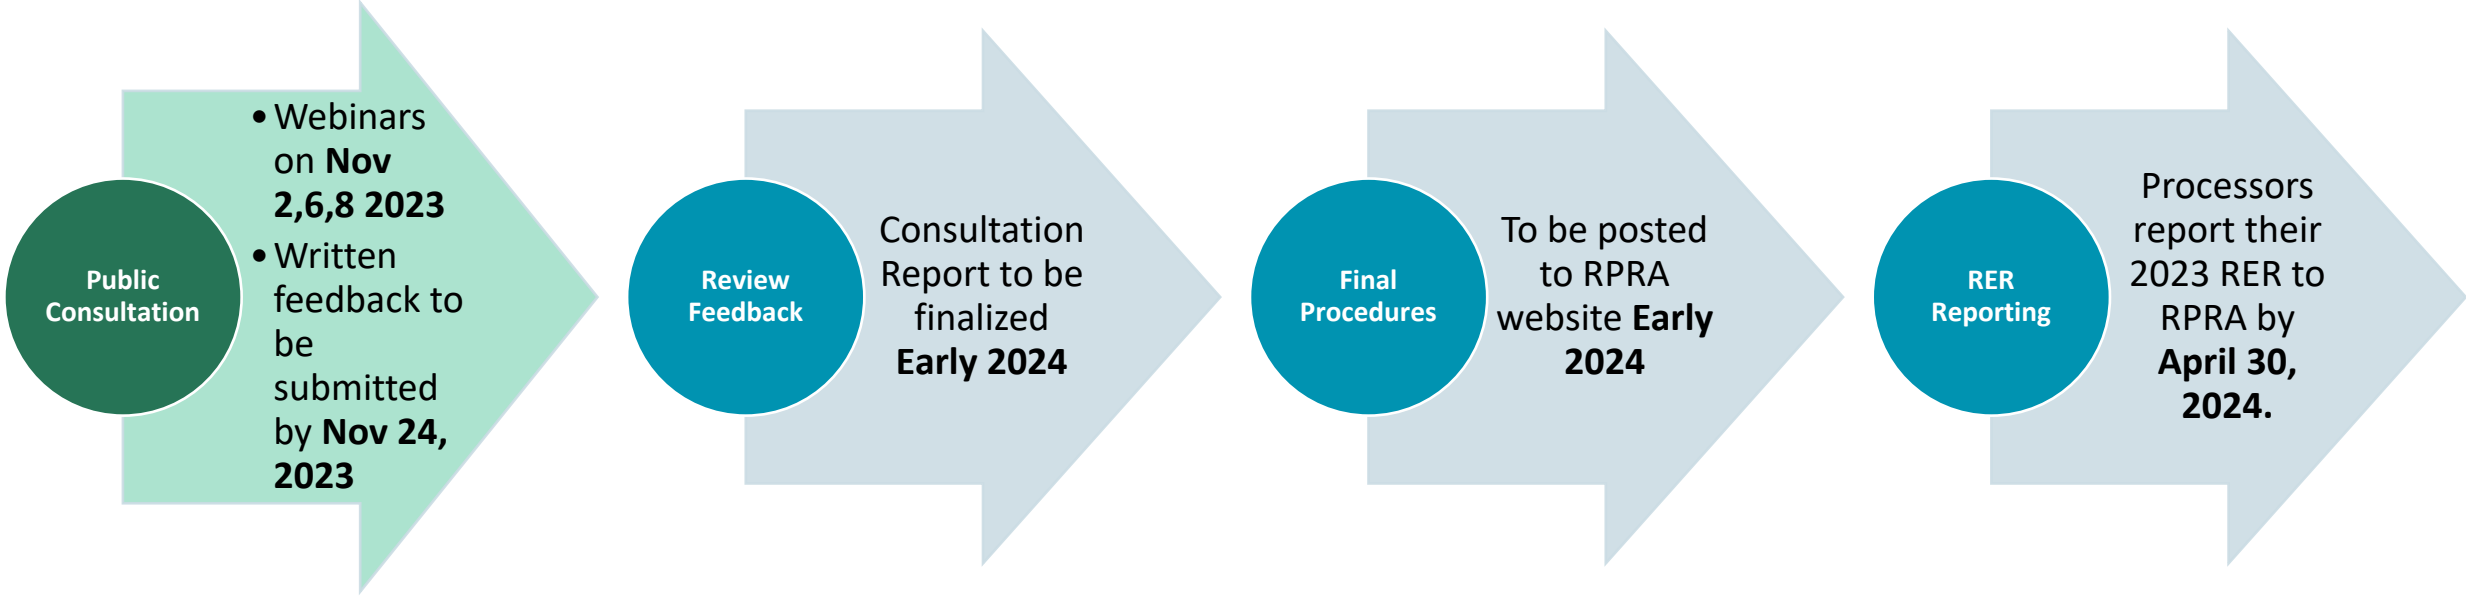 Public
Consultation
• Webinars
on Nov
2,6,8 2023
• Written
feedback to
be
submitted
by Nov 24,
2023
Review
Feedback
Consultation
Report to be
finalized
Early 2024
Final
Procedures
To be posted
to RPRA
website Early
2024
RER
Reporting
Processors
report their
2023 RER to
RPRA by
April 30,
2024.